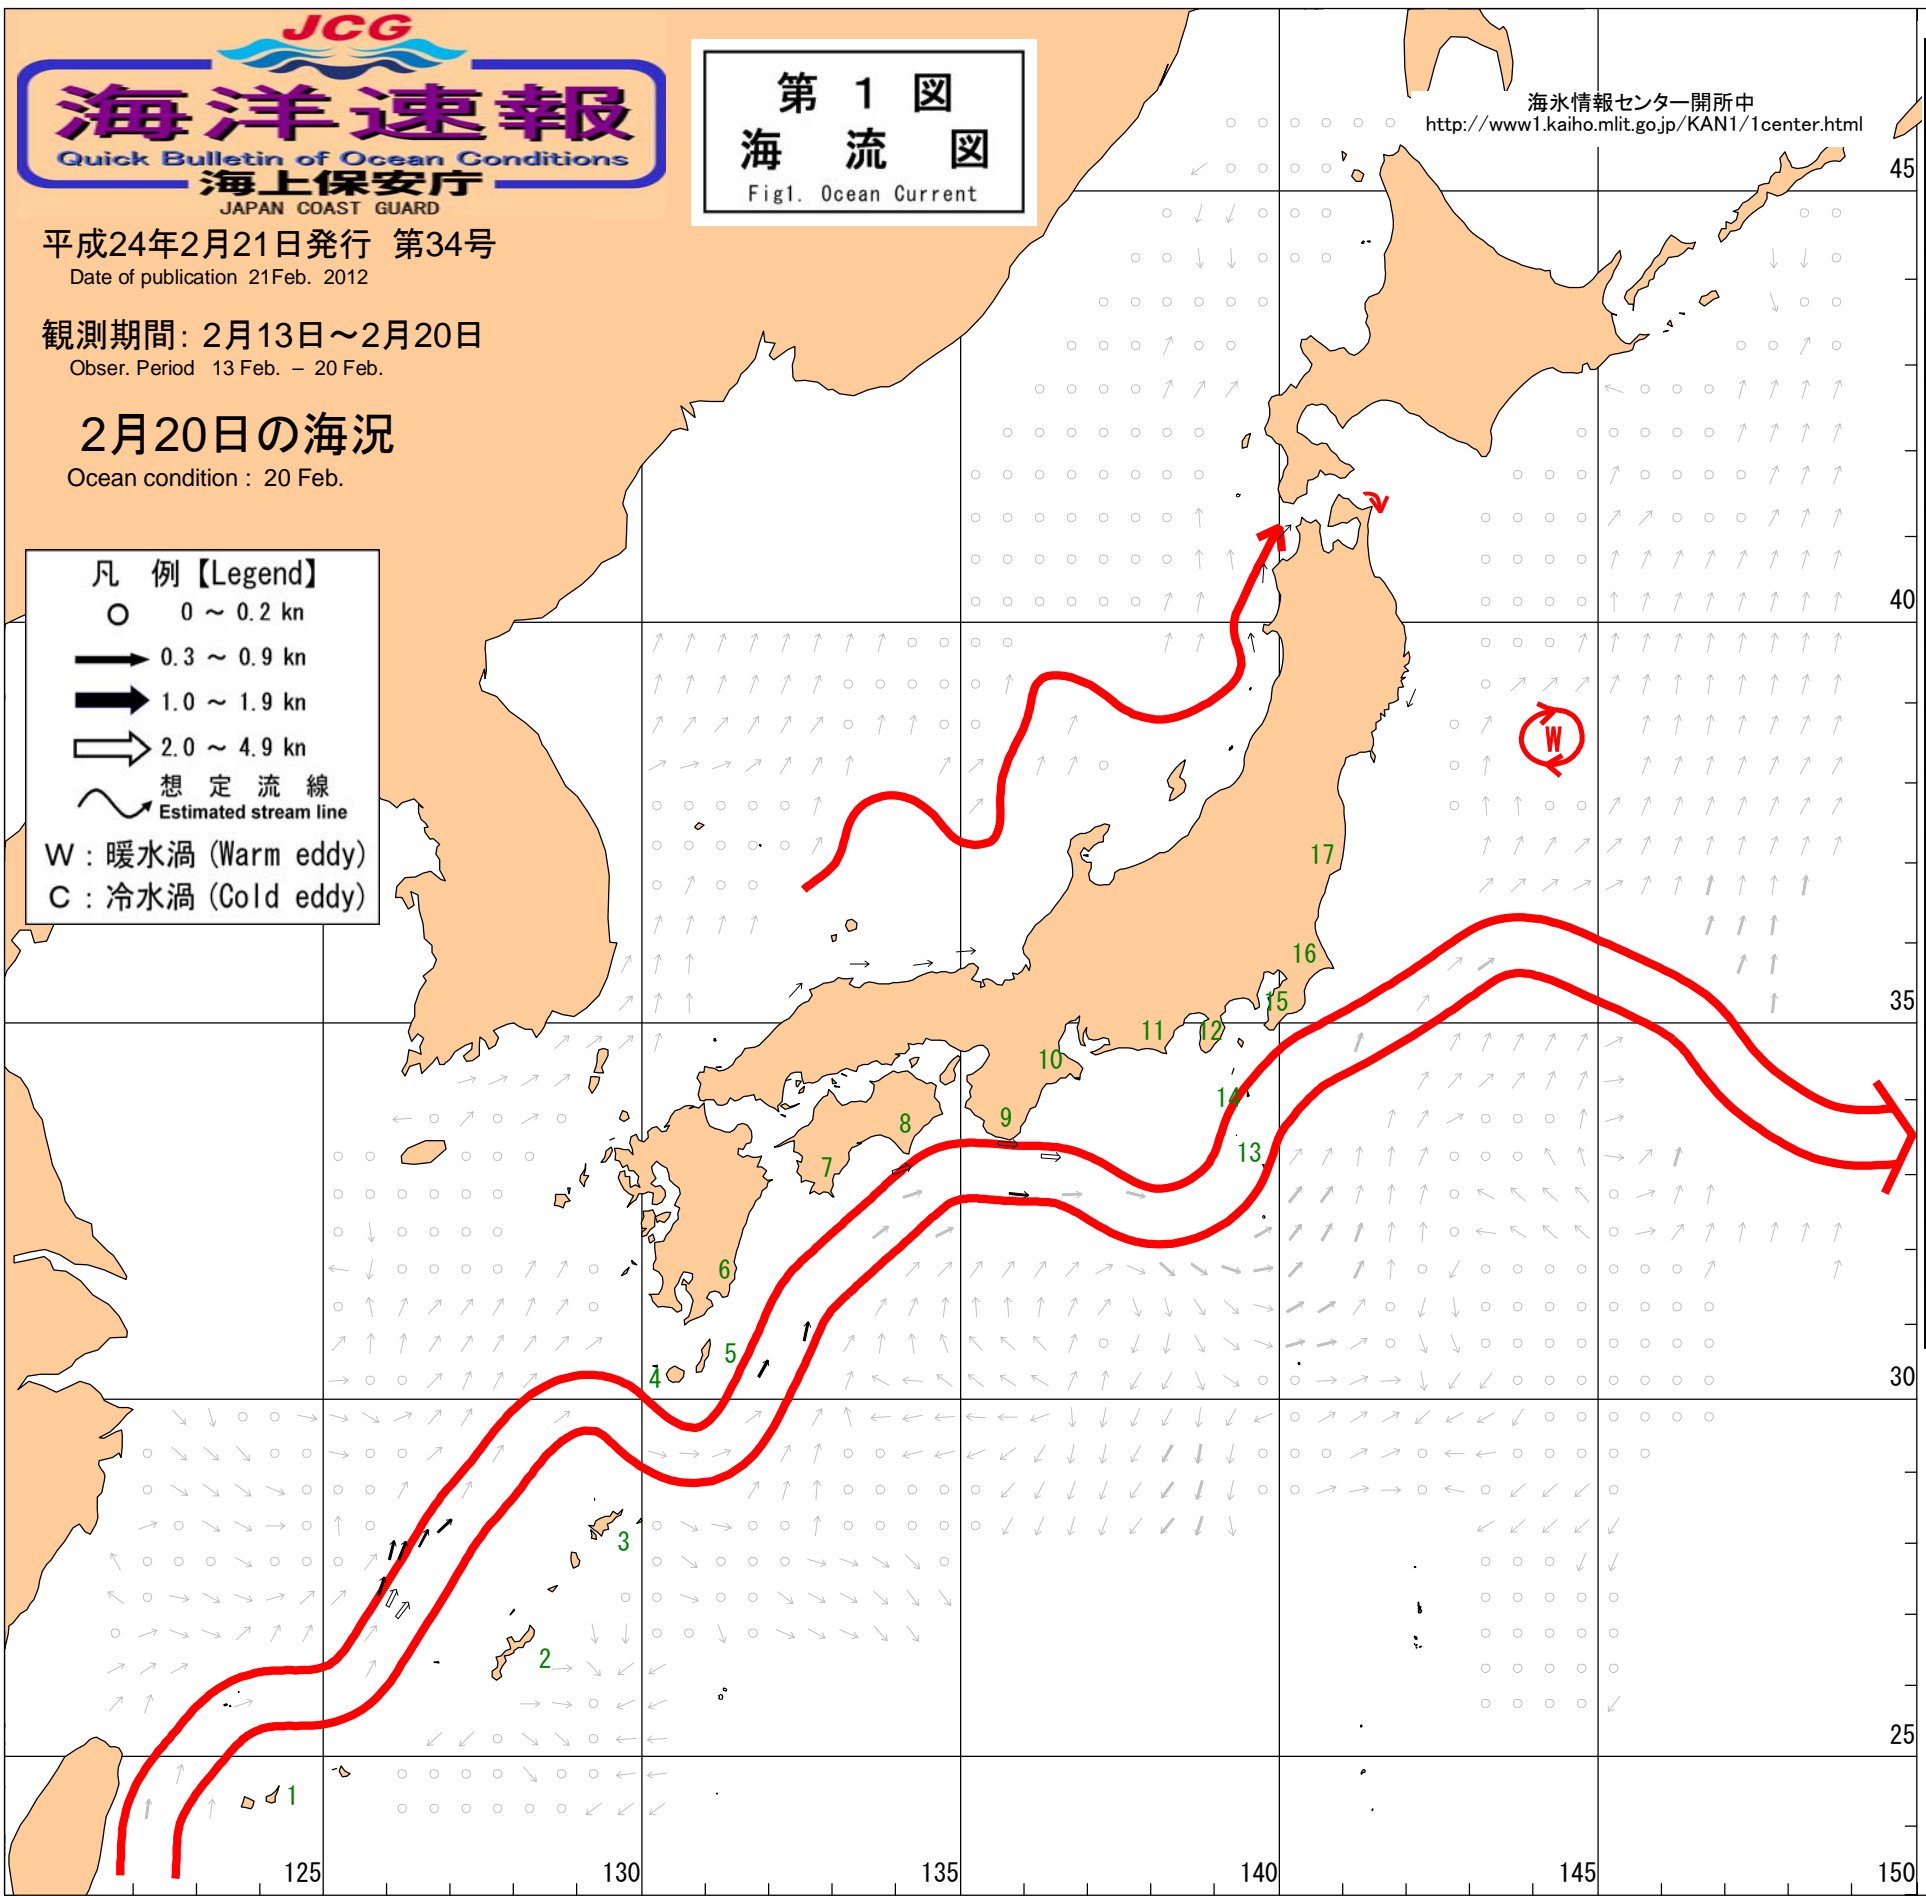 JCG
海洋速報
Quick Bulletin of Ocean Conditions
海上保安庁
JAPAN COAST GUARD
平成24年2月21日発行 第34号
Date of publication 21Feb. 2012
観測期間: 2月13日～2月20日
Obser. Period 13 Feb. – 20 Feb.
2月20日の海況
Ocean condition : 20 Feb.
第 1 図
海 流 図
Fig1. Ocean Current
海氷情報センター開所中
http://www1.kaiho.mlit.go.jp/KAN1/1center.html
凡 例【Legend】
0 ～ 0.2 kn
0.3 ～ 0.9 kn
1.0 ～ 1.9 kn
2.0 ～ 4.9 kn
想 定 流 線
Estimated stream line
W : 暖水渦 (Warm eddy)
C : 冷水渦 (Cold eddy)
45
40
W
17
16
35
15
12
11
10
14
9
8
13
7
6
5
4
30
3
2
25
1
125
130
135
140
145
150